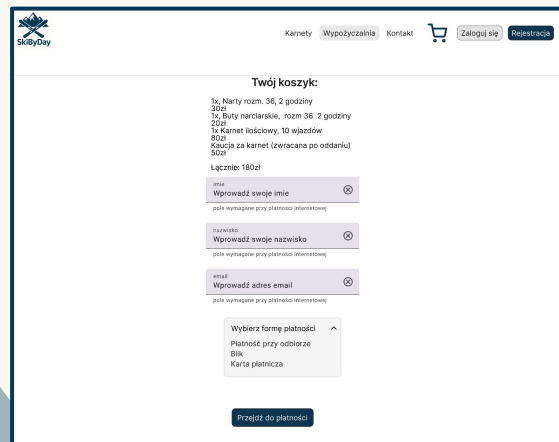 SkiByDay
Karnety Wypożyczalnia Kontakt Zaloguj się Rejestracja
Twój koszyk:
1x, Narty rozm. 36, 2 godziny
30zł
1x, Buty narciarskie, rozm 36 2 godziny
20zł
1x Karnet ilościowy, 10 wjazdów
80zł
Kaucja za karnet (zwracana po oddaniu)
50zł
Łącznie: 180zł
imie
Wprowadź swoje imie
pole wymagane przy płatności internetowej
nazwisko
Wprowadź swoje nazwisko
pole wymagane przy płatności internetowej
email
Wprowadź adres email
pole wymagane przy płatności internetowej
Wybierz formę płatności
Płatność przy odbiorze
Blik
Karta płatnicza
Przejdź do płatności